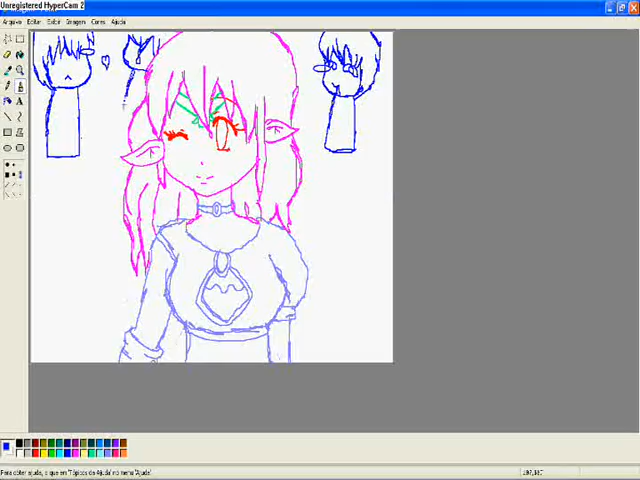 Unregistered HyperCam 2
Arquivo Editar Exibir Imagem Cores Ajuda
A
Para obter ajuda, clique em 'Tópicos da Ajuda' no menu 'Ajuda'.